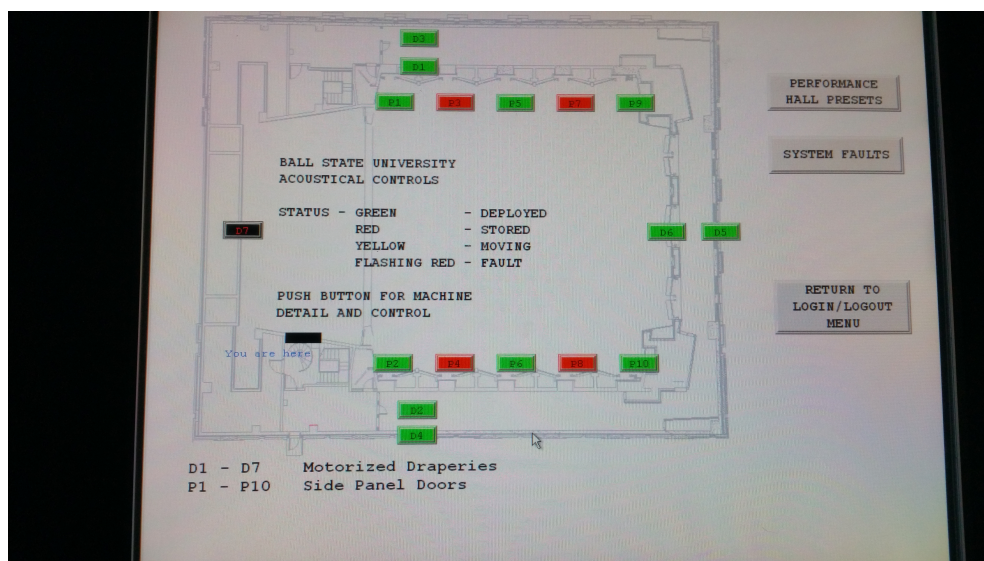 D3
D1
P1 P3 P5 P7 P9
PERFORMANCE
HALL PRESETS
SYSTEM FAULTS
BALL STATE UNIVERSITY
ACOUSTICAL CONTROLS
STATUS - GREEN - DEPLOYED
RED - STORED
YELLOW - MOVING
FLASHING RED - FAULT
D7
D6 D5
PUSH BUTTON FOR MACHINE
DETAIL AND CONTROL
RETURN TO
LOGIN/LOGOUT
MENU
You are here
P2 P4 P6 P8 P10
D2
D4
D1 - D7 Motorized Draperies
P1 - P10 Side Panel Doors